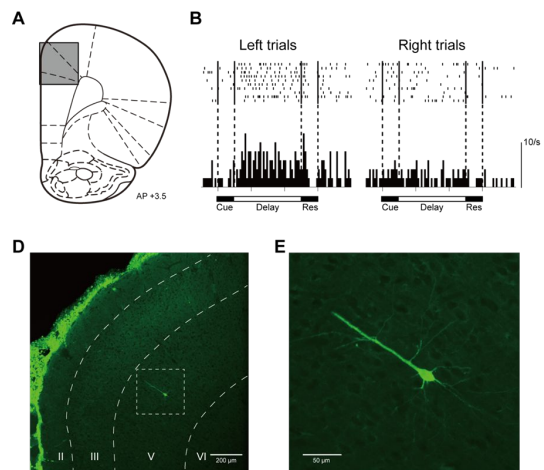 A
B
Left trials
Right trials
AP +3.5
10/s
Cue Delay Res
Cue Delay Res
D
E
II III V VI
200 μm
50 μm